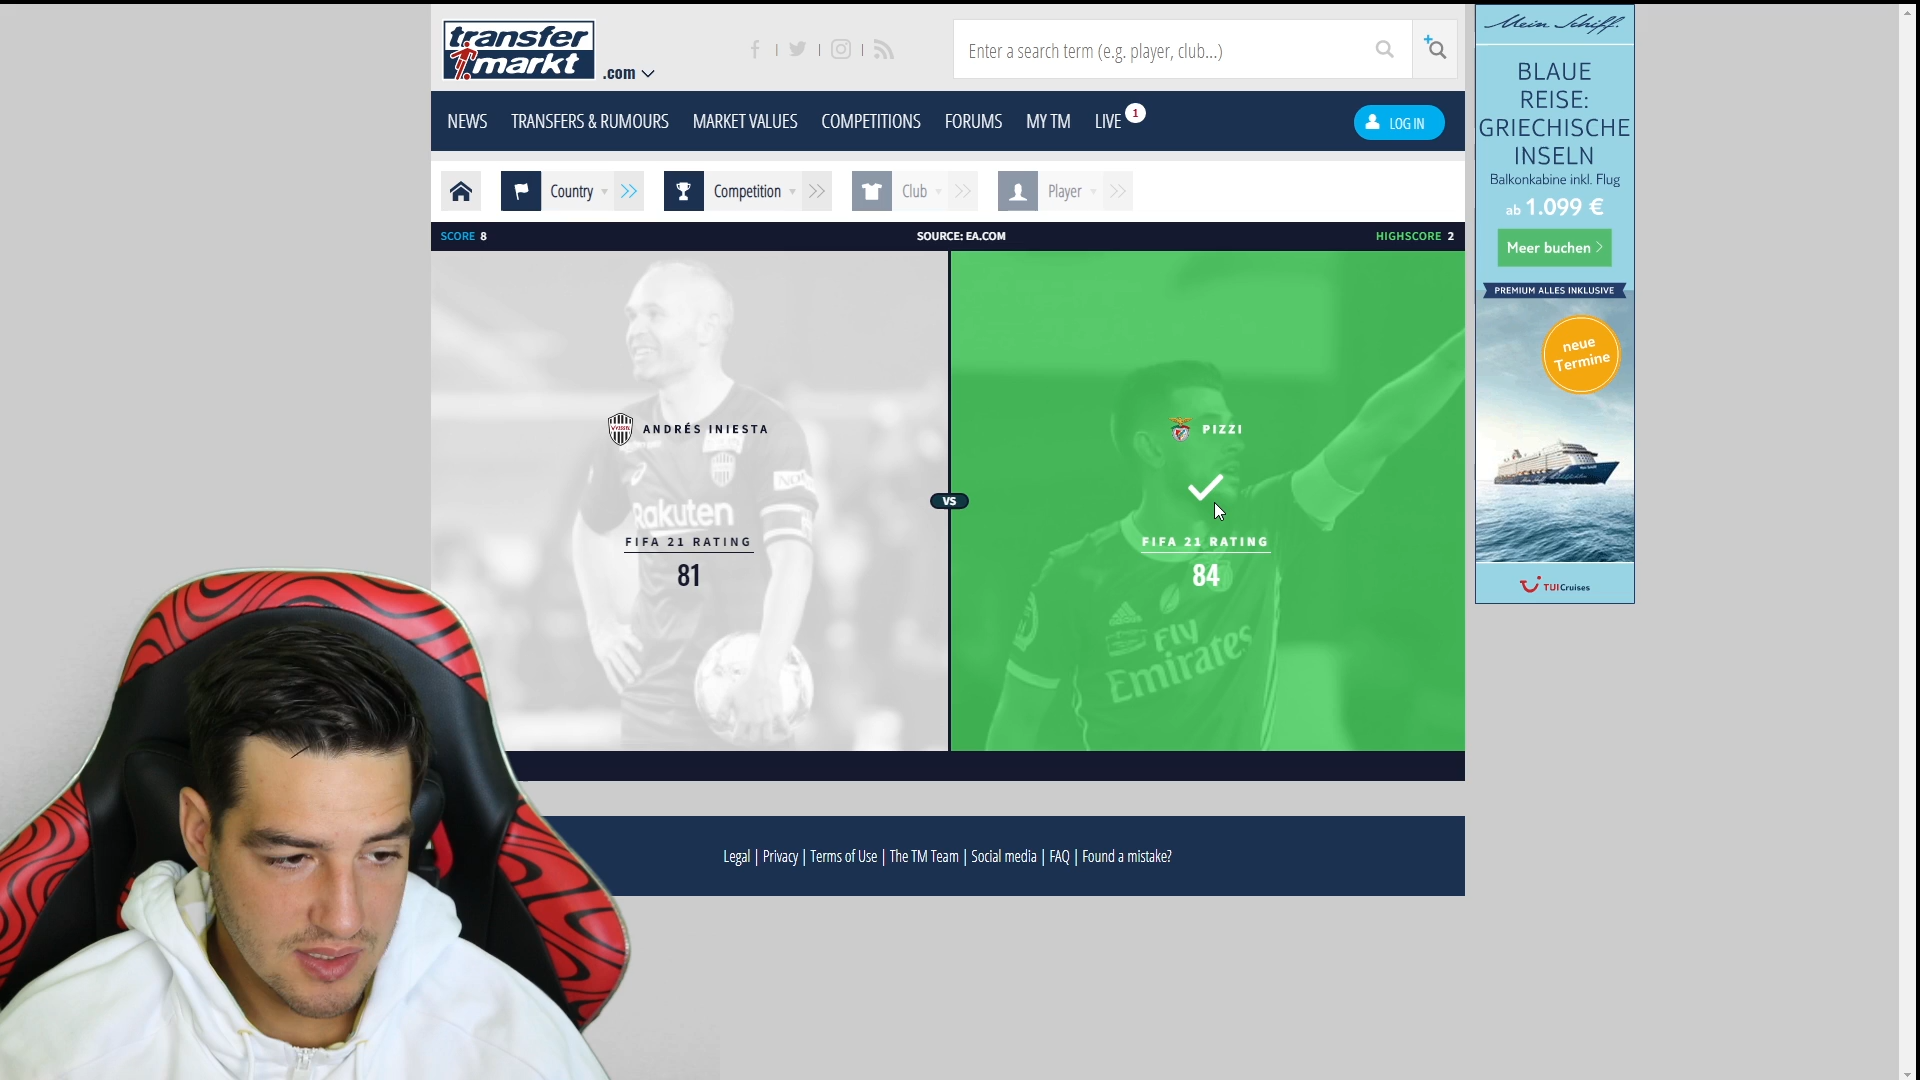 transfer
markt
.com
Enter a search term (e.g. player, club...)
NEWS TRANSFERS & RUMOURS MARKET VALUES COMPETITIONS FORUMS MY TM LIVE 1 LOG IN
Country Competition Club Player
SCORE 8 SOURCE: EA.COM HIGHSCORE 2
ANDRÉS INIESTA
Rakuten
FIFA 21 RATING
81
VS
PIZZI
FIFA 21 RATING
84
Fly
Emirates
Legal | Privacy | Terms of Use | The TM Team | Social media | FAQ | Found a mistake?
Mein Schiff.
BLAUE
REISE:
GRIECHISCHE
INSELN
Balkonkabine inkl. Flug
ab 1.099 €
Meer buchen
PREMIUM ALLES INKLUSIVE
neue
Termine
TUI Cruises